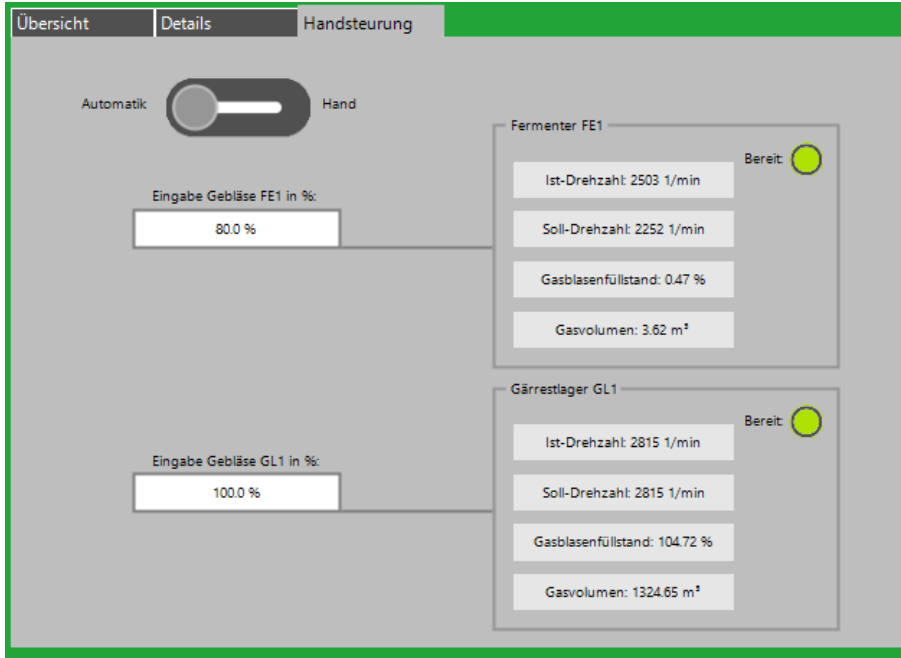 Übersicht
Details
Handsteurung
Automatik
Hand
Fermenter FE1
Bereit:
Ist-Drehzahl: 2503 1/min
Eingabe Gebläse FE1 in %:
80.0 %
Soll-Drehzahl: 2252 1/min
Gasblasenfüllstand: 0.47 %
Gasvolumen: 3.62 m³
Gärrestlager GL1
Bereit:
Ist-Drehzahl: 2815 1/min
Eingabe Gebläse GL1 in %:
100.0 %
Soll-Drehzahl: 2815 1/min
Gasblasenfüllstand: 104.72 %
Gasvolumen: 1324.65 m³